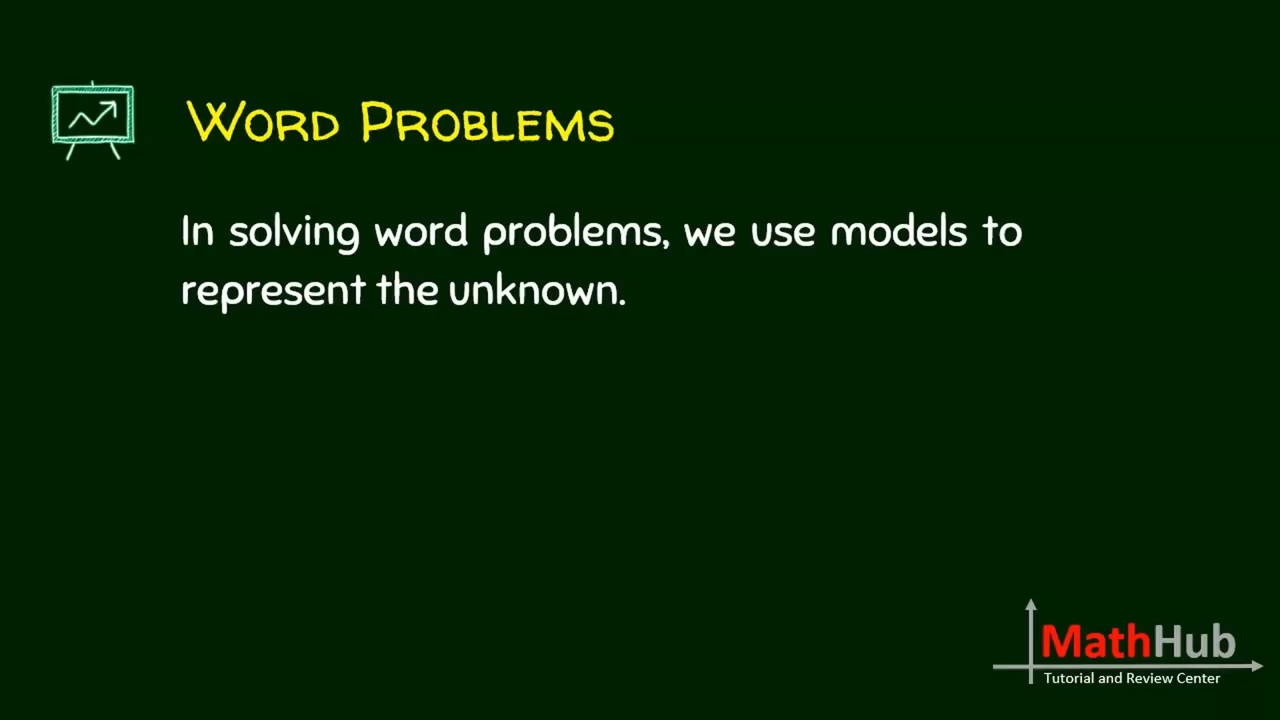 WORD PROBLEMS
In solving word problems, we use models to
represent the unknown.
MathHub
Tutorial and Review Center